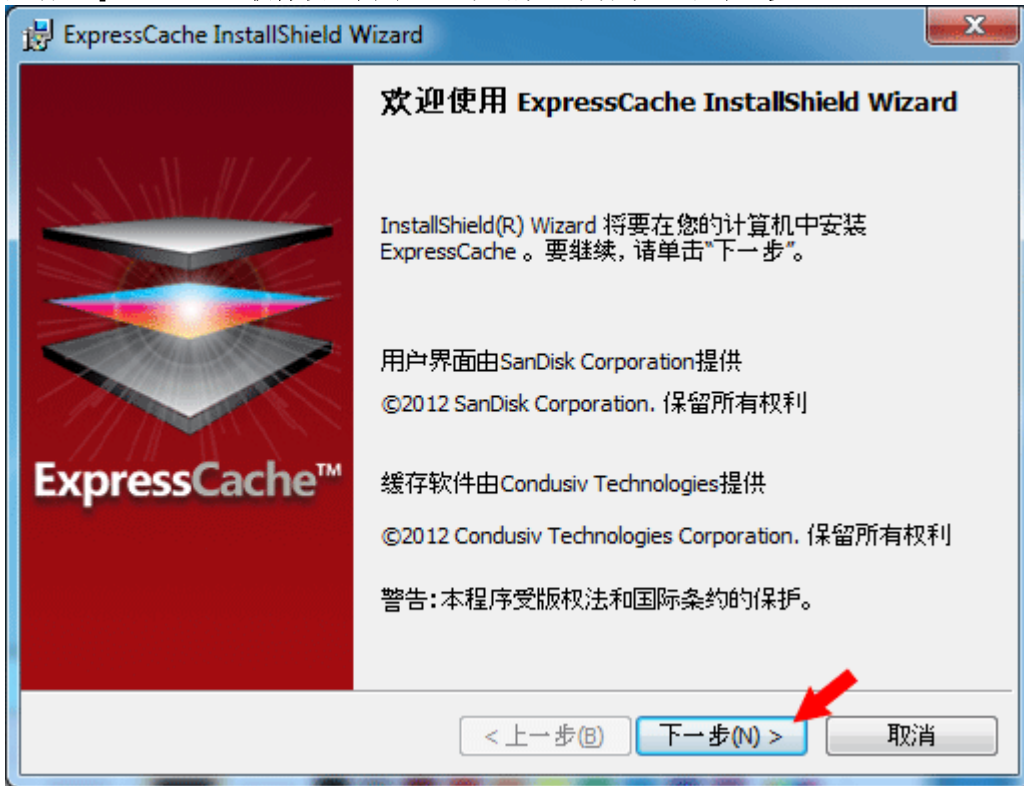 ExpressCache InstallShield Wizard
欢迎使用 ExpressCache InstallShield Wizard
InstallShield(R) Wizard 将要在您的计算机中安装
ExpressCache 。要继续, 请单击“下一步”。
用户界面由SanDisk Corporation提供
©2012 SanDisk Corporation. 保留所有权利
ExpressCache™
缓存软件由Condusiv Technologies提供
©2012 Condusiv Technologies Corporation. 保留所有权利
警告: 本程序受版权法和国际条约的保护。
< 上一步(B)
下一步(N) >
取消